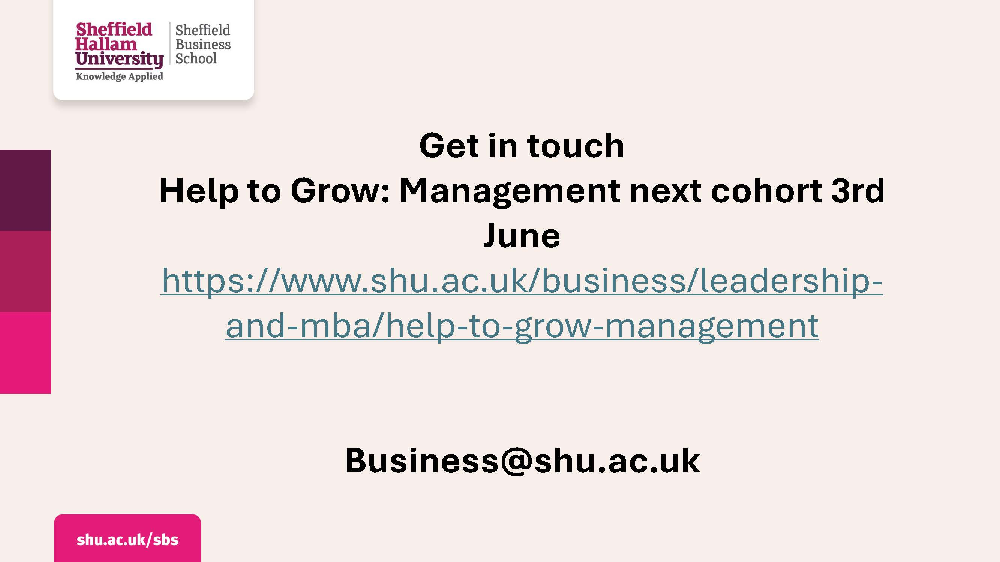 Sheffield
Hallam
University
Knowledge Applied
Sheffield
Business
School
Get in touch
Help to Grow: Management next cohort 3rd
June
https://www.shu.ac.uk/business/leadership-
and-mba/help-to-grow-management
Business@shu.ac.uk
shu.ac.uk/sbs